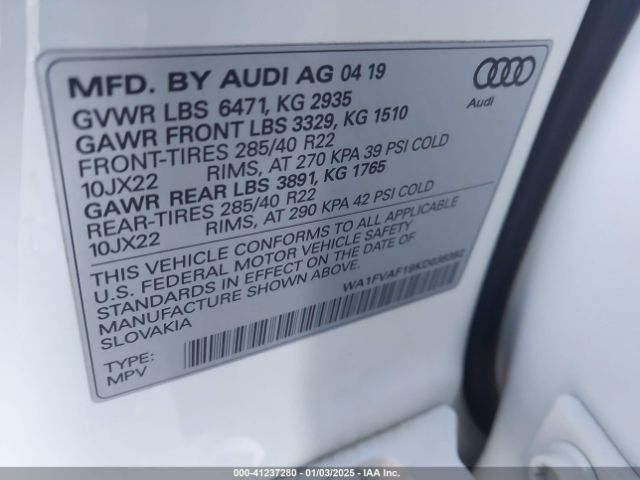 MFD. BY AUDI AG 04 19
GVWR LBS 6471, KG 2935
GAWR FRONT LBS 3329, KG 1510
FRONT-TIRES 285/40 R22
10JX22 RIMS, AT 270 KPA 39 PSI COLD
GAWR REAR LBS 3891, KG 1765
REAR-TIRES 285/40 R22
10JX22 RIMS, AT 290 KPA 42 PSI COLD
Audi
THIS VEHICLE CONFORMS TO ALL APPLICABLE
U.S. FEDERAL MOTOR VEHICLE SAFETY
STANDARDS IN EFFECT ON THE DATE OF
MANUFACTURE SHOWN ABOVE.
SLOVAKIA
TYPE:
MPV
000-41237280 - 01/03/2025 - IAA Inc.